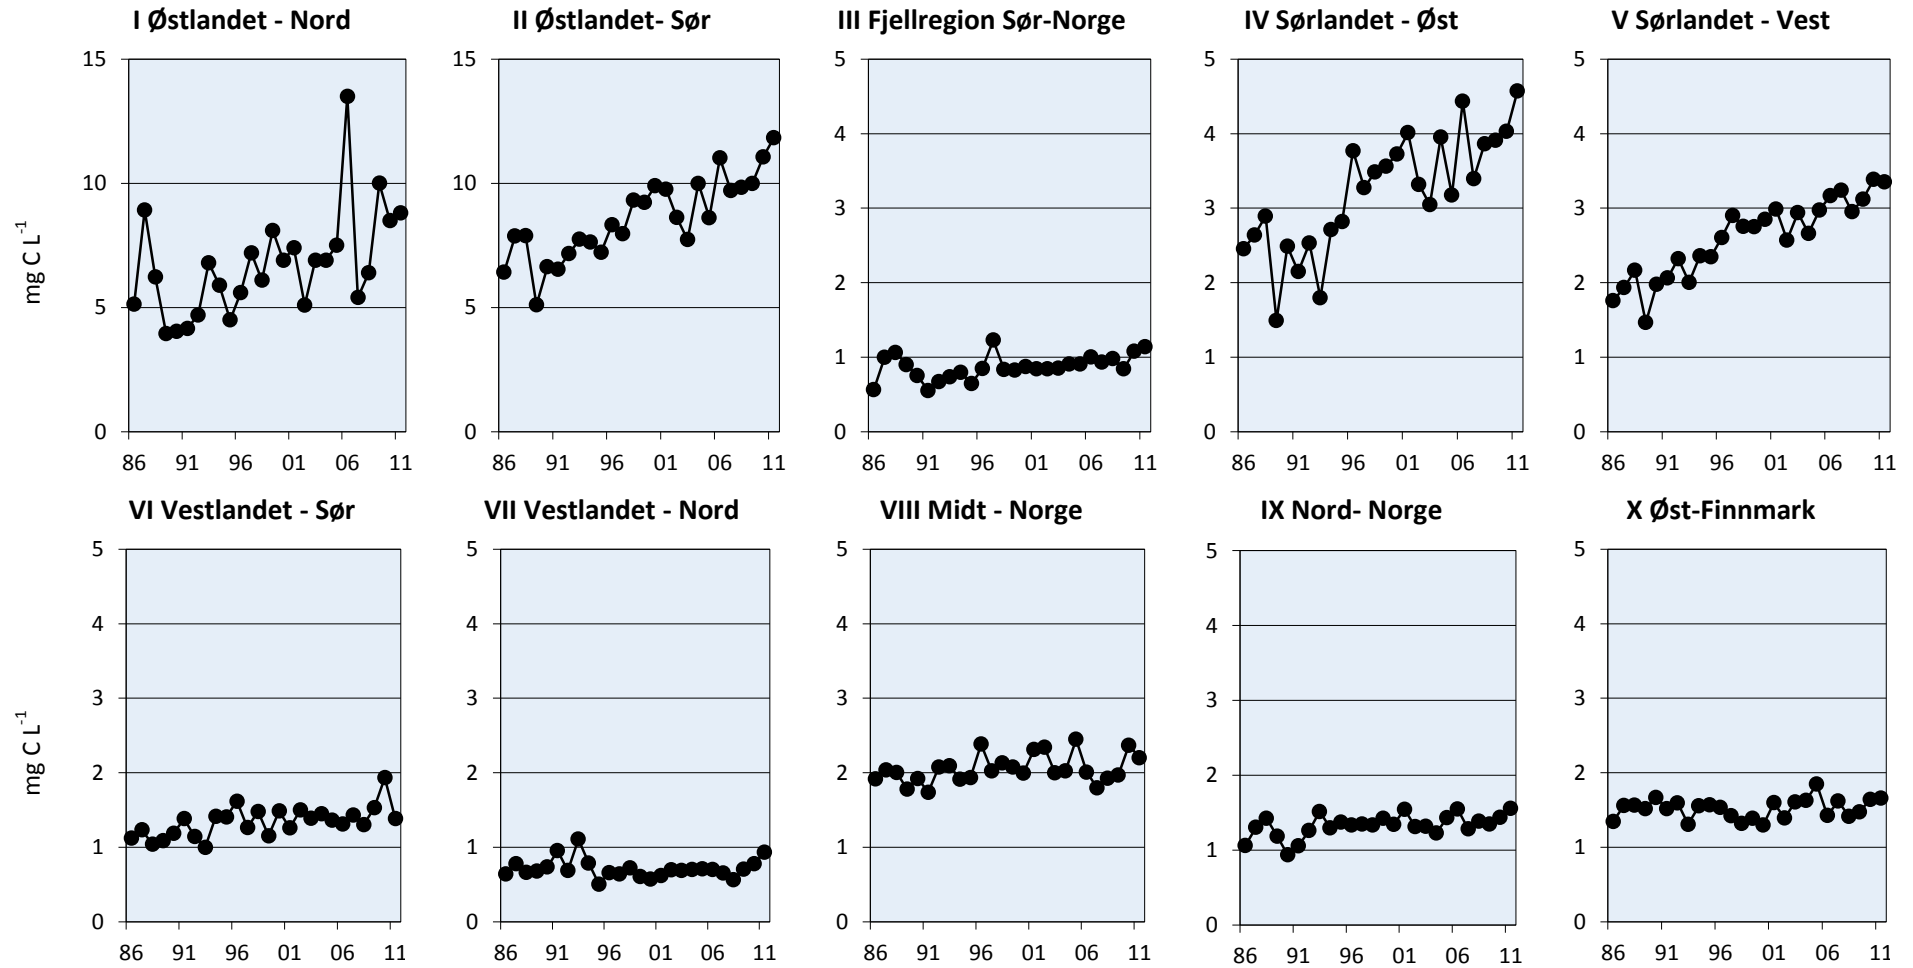 I Østlandet - Nord
II Østlandet- Sør
III Fjellregion Sør-Norge
IV Sørlandet - Øst
V Sørlandet - Vest
15 10 5 0
15 10 5 0
5 4 3 2 1 0
5 4 3 2 1 0
5 4 3 2 1 0
mg C L⁻¹
86 91 96 01 06 11
86 91 96 01 06 11
86 91 96 01 06 11
86 91 96 01 06 11
86 91 96 01 06 11
VI Vestlandet - Sør
VII Vestlandet - Nord
VIII Midt - Norge
IX Nord- Norge
X Øst-Finnmark
5 4 3 2 1 0
5 4 3 2 1 0
5 4 3 2 1 0
5 4 3 2 1 0
5 4 3 2 1 0
mg C L⁻¹
86 91 96 01 06 11
86 91 96 01 06 11
86 91 96 01 06 11
86 91 96 01 06 11
86 91 96 01 06 11